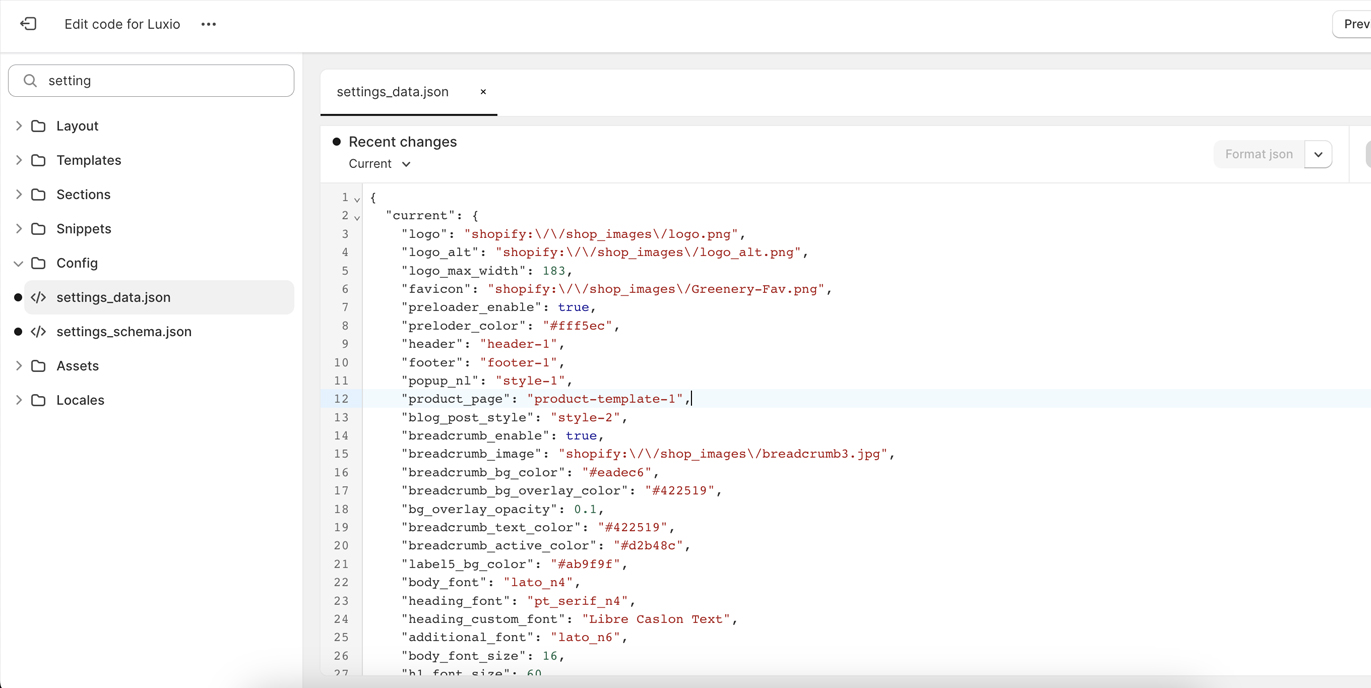 Edit code for Luxio
Prev
setting
Layout
Templates
Sections
Snippets
Config
settings_data.json
settings_schema.json
Assets
Locales
settings_data.json ×
Recent changes
Current
Format json
1 {
2 "current": {
3 "logo": "shopify:\/\/shop_images\/logo.png",
4 "logo_alt": "shopify:\/\/shop_images\/logo_alt.png",
5 "logo_max_width": 183,
6 "favicon": "shopify:\/\/shop_images\/Greenery-Fav.png",
7 "preloader_enable": true,
8 "preloder_color": "#fff5ec",
9 "header": "header-1",
10 "footer": "footer-1",
11 "popup_nl": "style-1",
12 "product_page": "product-template-1",
13 "blog_post_style": "style-2",
14 "breadcrumb_enable": true,
15 "breadcrumb_image": "shopify:\/\/shop_images\/breadcrumb3.jpg",
16 "breadcrumb_bg_color": "#eadec6",
17 "breadcrumb_bg_overlay_color": "#422519",
18 "bg_overlay_opacity": 0.1,
19 "breadcrumb_text_color": "#422519",
20 "breadcrumb_active_color": "#d2b48c",
21 "label5_bg_color": "#ab9f9f",
22 "body_font": "lato_n4",
23 "heading_font": "pt_serif_n4",
24 "heading_custom_font": "Libre Caslon Text",
25 "additional_font": "lato_n6",
26 "body_font_size": 16,
27 "h1_font_size": 60